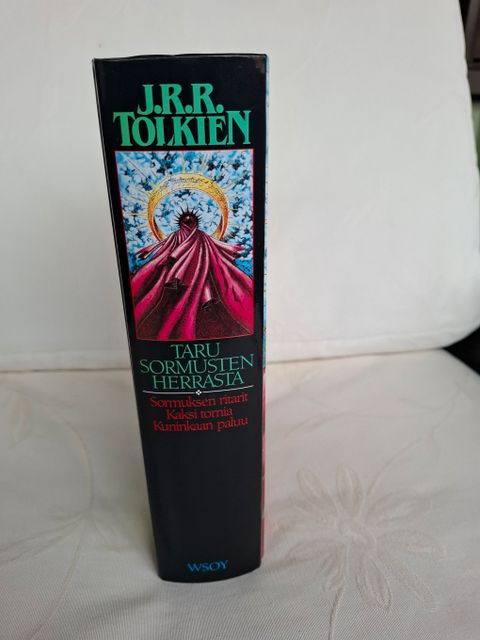 J.R.R.
TOLKIEN
TARU
SORMUSTEN
HERRASTA
Sormuksen ritarit
Kaksi tornia
Kuninkaan paluu
WSOY